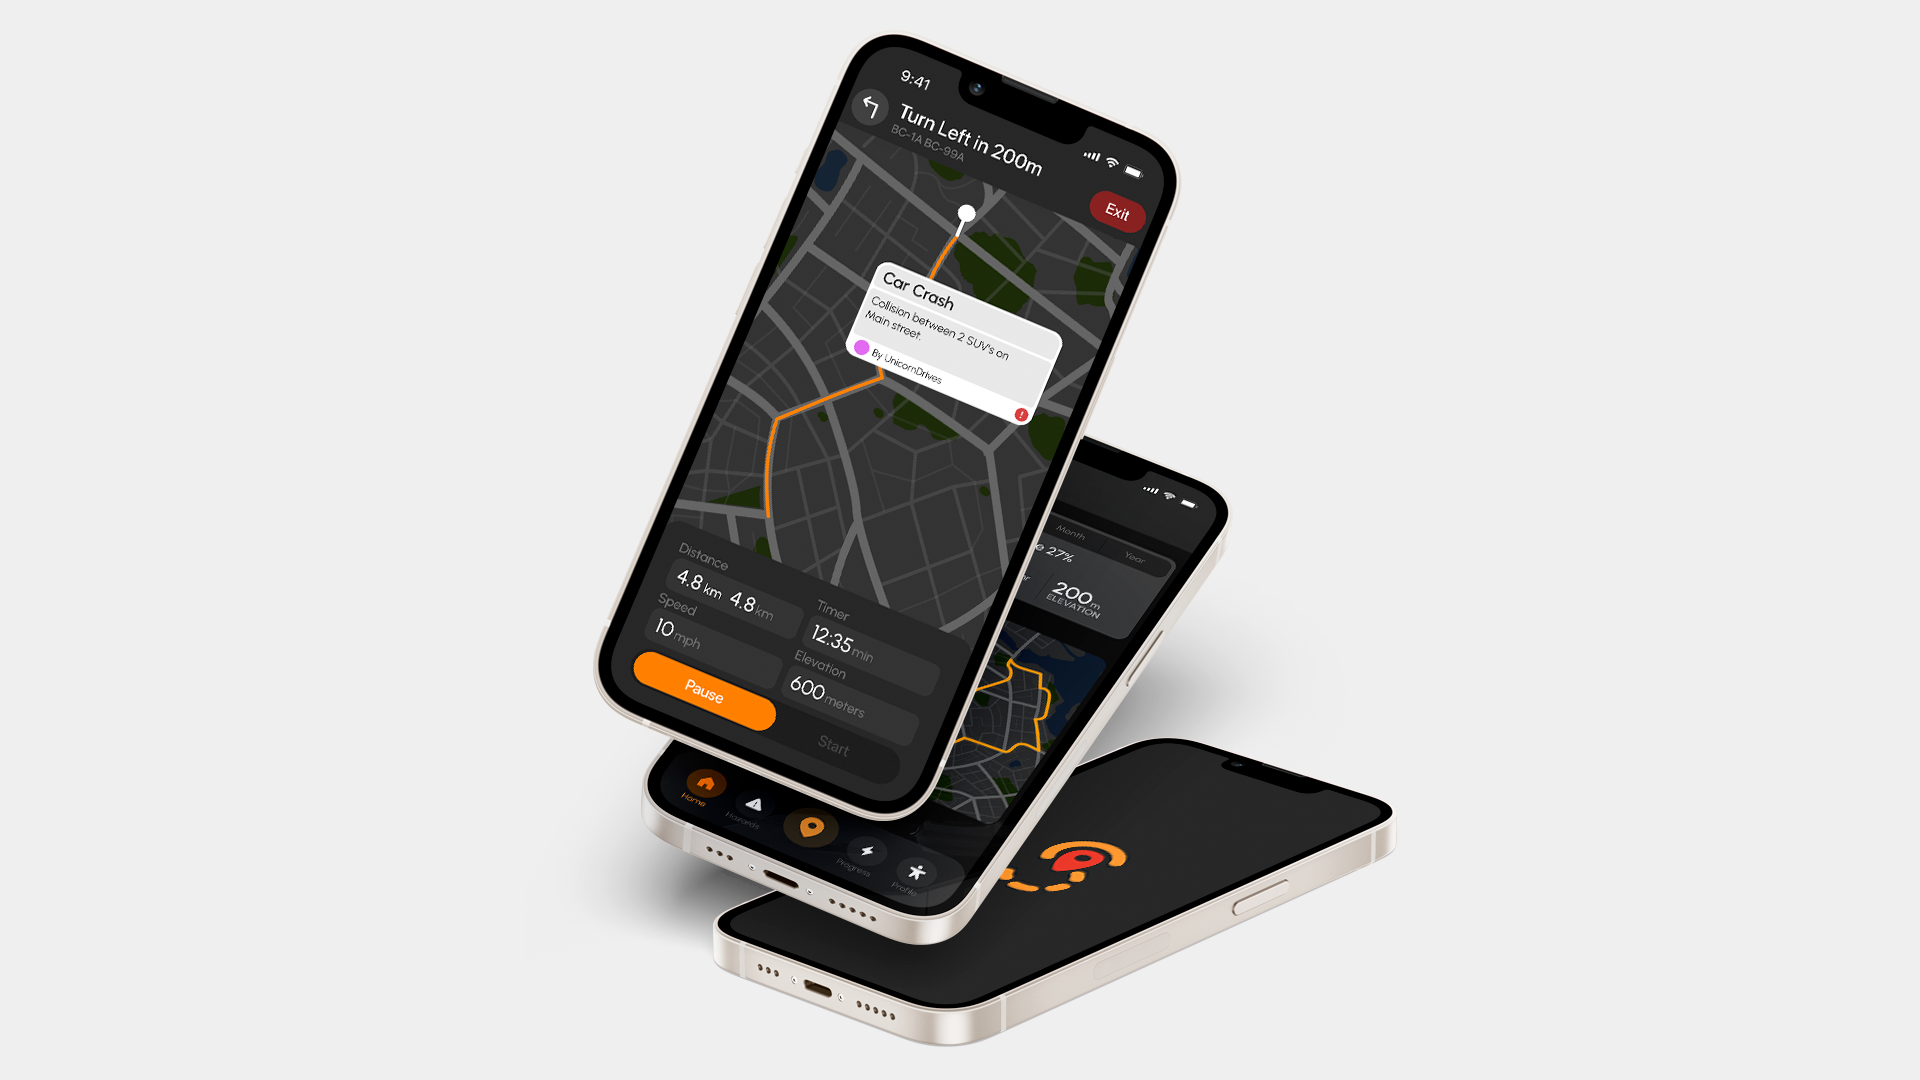 9:41
Turn Left in 200m
BC-1A BC-99A
Exit
Car Crash
Collision between 2 SUV's on
Main street.
By UnicornDrives
Distance
4.8 km 4.8 km
Timer
12:35 min
Speed
10 mph
Elevation
600 meters
Pause
Start
Month
Year
27%
200m
ELEVATION
Home
Hazards
Progress
Profile